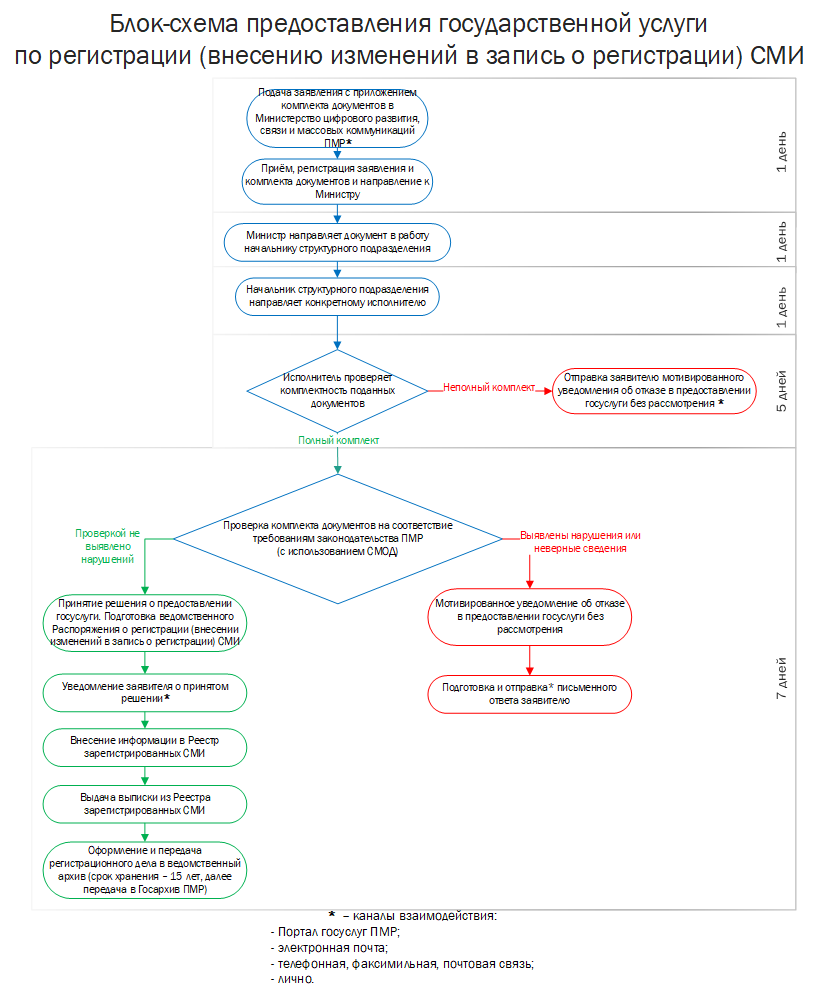 Блок-схема предоставления государственной услуги
по регистрации (внесению изменений в запись о регистрации) СМИ
Подача заявления с приложением
комплекта документов в
Министерство цифрового развития,
связи и массовых коммуникаций
ПМР*
1 день
Приём, регистрация заявления и
комплекта документов и направление к
Министру
Министр направляет документ в работу
начальнику структурного подразделения
1 день
Начальник структурного подразделения
направляет конкретному исполнителю
1 день
Исполнитель проверяет
комплектность поданных
документов
Неполный комплект
Отправка заявителю мотивированного
уведомления об отказе в предоставлении
госуслуги без рассмотрения *
5 дней
Полный комплект
Проверка комплекта документов на соответствие
требованиям законодательства ПМР
(с использованием СМОД)
Проверкой не
выявлено
нарушений
Выявлены нарушения или
неверные сведения
Принятие решения о предоставлении
госуслуги. Подготовка ведомственного
Распоряжения о регистрации (внесении
изменений в запись о регистрации) СМИ
Мотивированное уведомление об отказе
в предоставлении госуслуги без
рассмотрения
7 дней
Уведомление заявителя о принятом
решении*
Подготовка и отправка* письменного
ответа заявителю
Внесение информации в Реестр
зарегистрированных СМИ
Выдача выписки из Реестра
зарегистрированных СМИ
Оформление и передача
регистрационного дела в ведомственный
архив (срок хранения – 15 лет, далее
передача в Госархив ПМР)
* – каналы взаимодействия:
- Портал госуслуг ПМР;
- электронная почта;
- телефонная, факсимильная, почтовая связь;
- лично.